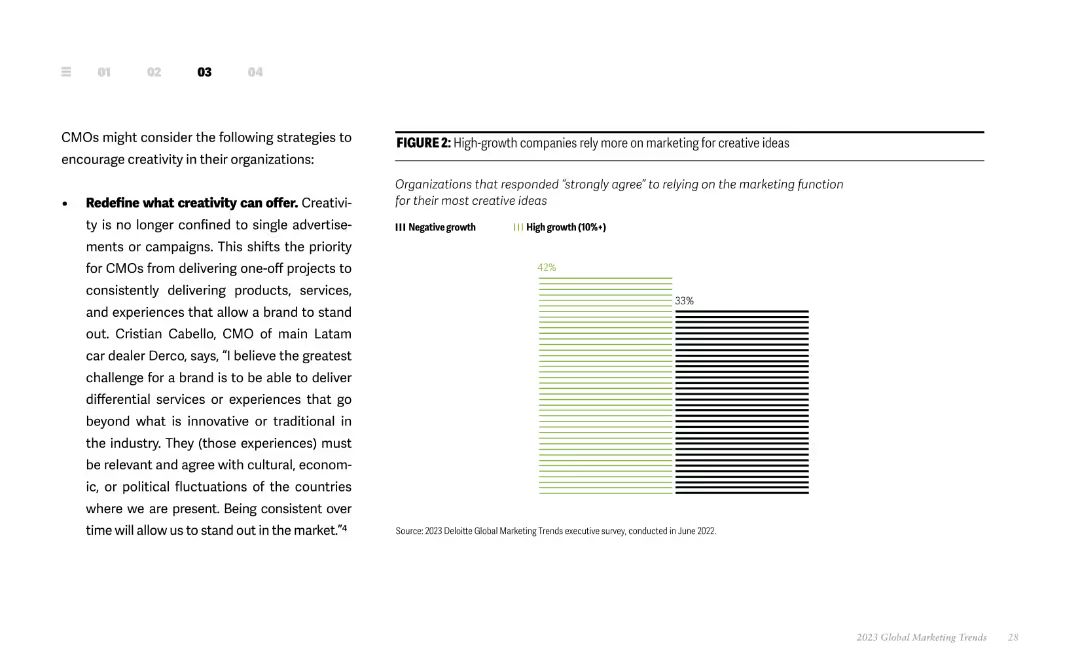 01 02 03 04
CMOs might consider the following strategies to
encourage creativity in their organizations:
• Redefine what creativity can offer. Creativi-
ty is no longer confined to single advertise-
ments or campaigns. This shifts the priority
for CMOs from delivering one-off projects to
consistently delivering products, services,
and experiences that allow a brand to stand
out. Cristian Cabello, CMO of main Latam
car dealer Derco, says, “I believe the greatest
challenge for a brand is to be able to deliver
differential services or experiences that go
beyond what is innovative or traditional in
the industry. They (those experiences) must
be relevant and agree with cultural, econom-
ic, or political fluctuations of the countries
where we are present. Being consistent over
time will allow us to stand out in the market.”⁴
FIGURE 2: High-growth companies rely more on marketing for creative ideas
Organizations that responded “strongly agree” to relying on the marketing function
for their most creative ideas
Negative growth High growth (10%+)
42%
33%
Source: 2023 Deloitte Global Marketing Trends executive survey, conducted in June 2022.
2023 Global Marketing Trends 28